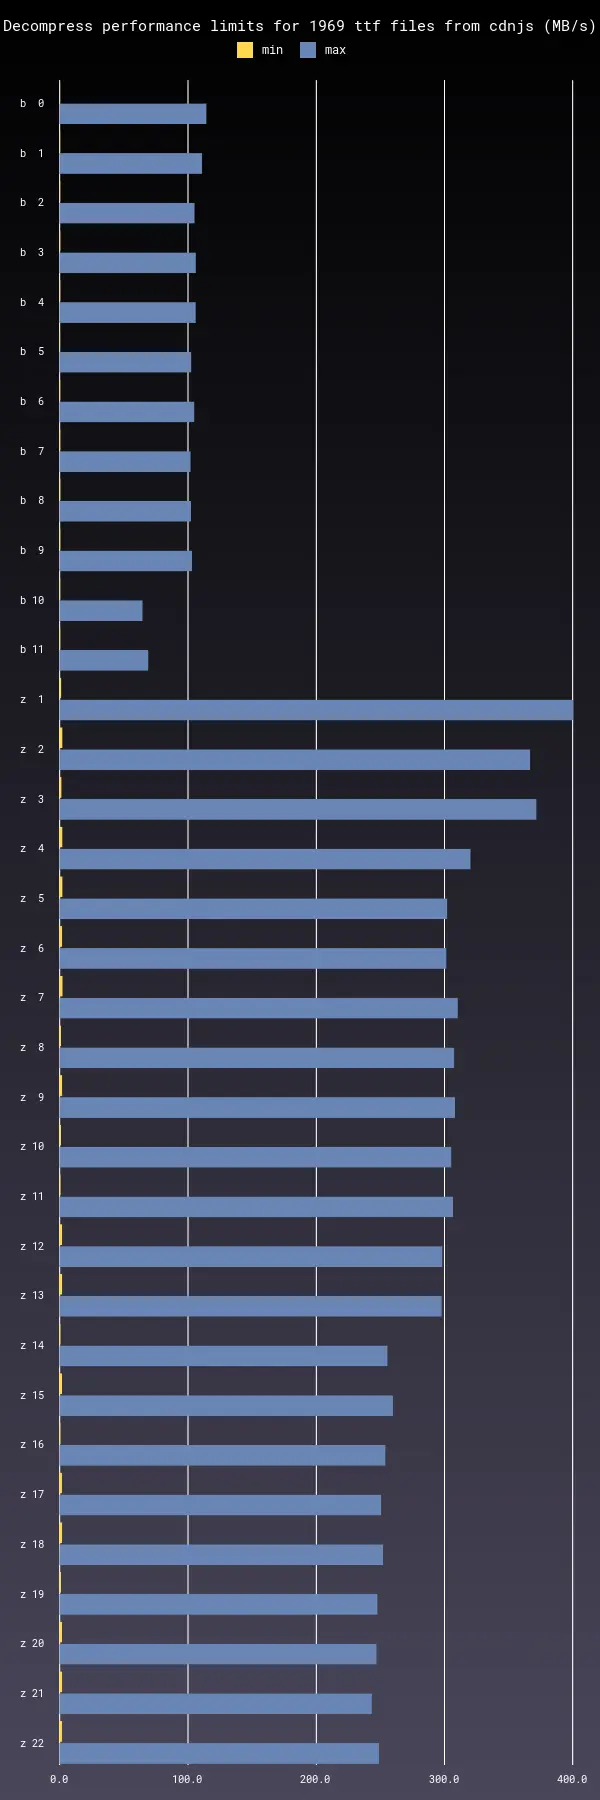 Decompress performance limits for 1969 ttf files from cdnjs (MB/s)
min max
b 0
b 1
b 2
b 3
b 4
b 5
b 6
b 7
b 8
b 9
b 10
b 11
z 1
z 2
z 3
z 4
z 5
z 6
z 7
z 8
z 9
z 10
z 11
z 12
z 13
z 14
z 15
z 16
z 17
z 18
z 19
z 20
z 21
z 22
0.0 100.0 200.0 300.0 400.0